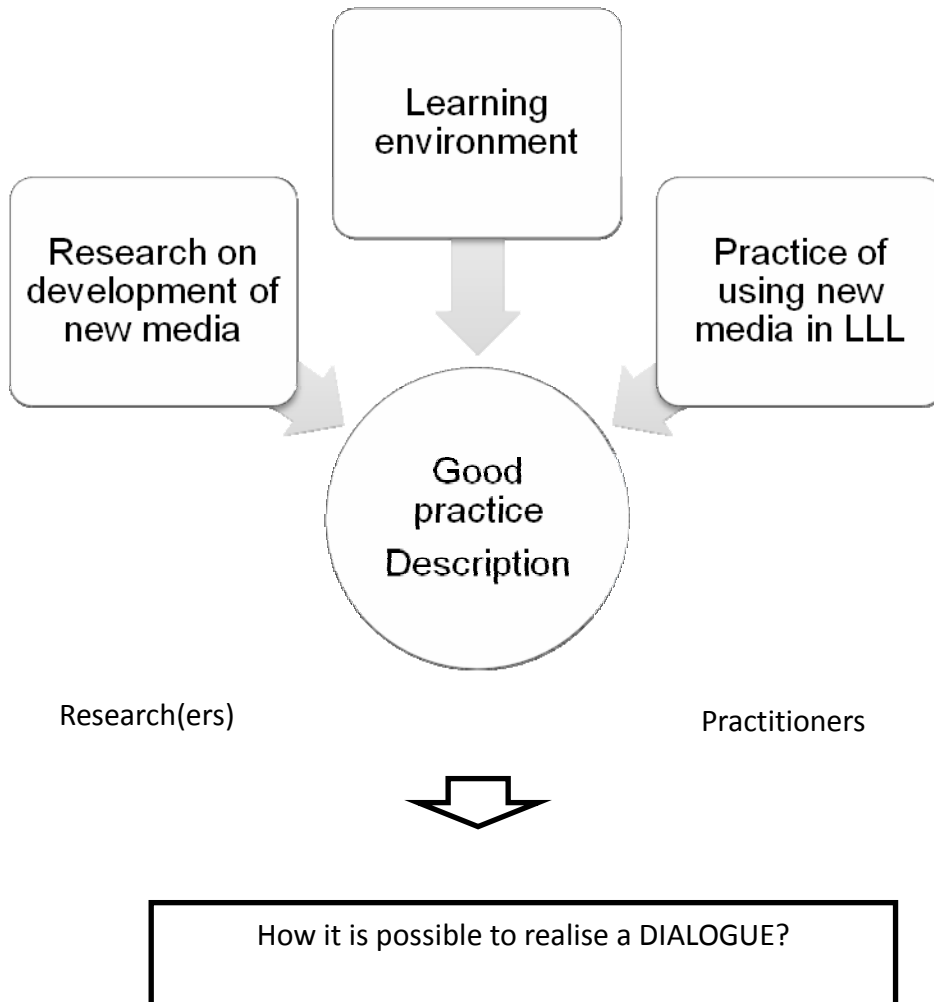 Learning
environment
Research on
development of
new media
Practice of
using new
media in LLL
Good
practice
Description
Research(ers)
Practitioners
How it is possible to realise a DIALOGUE?